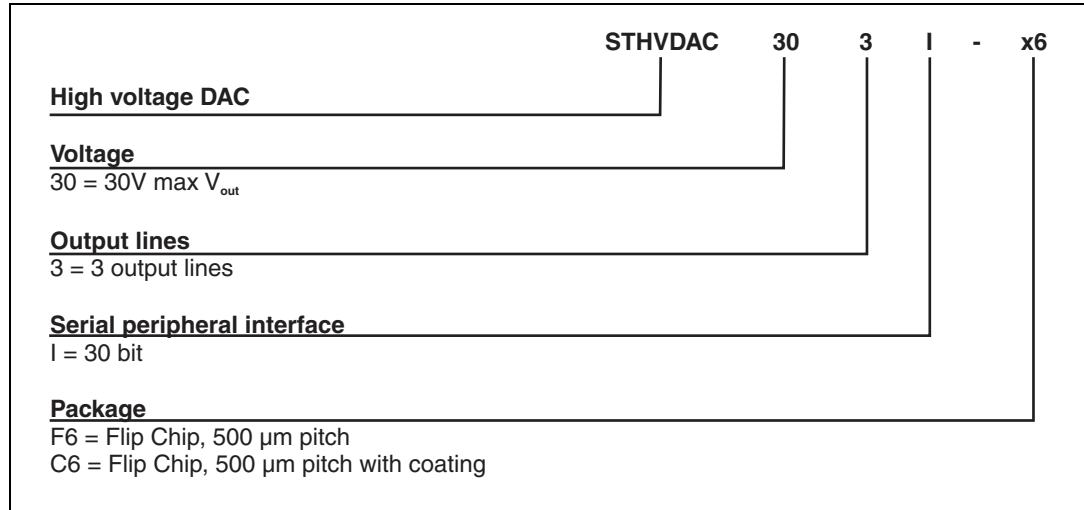 STHVDAC 30 3 I - x6
High voltage DAC
Voltage
30 = 30V max Vout
Output lines
3 = 3 output lines
Serial peripheral interface
I = 30 bit
Package
F6 = Flip Chip, 500 µm pitch
C6 = Flip Chip, 500 µm pitch with coating